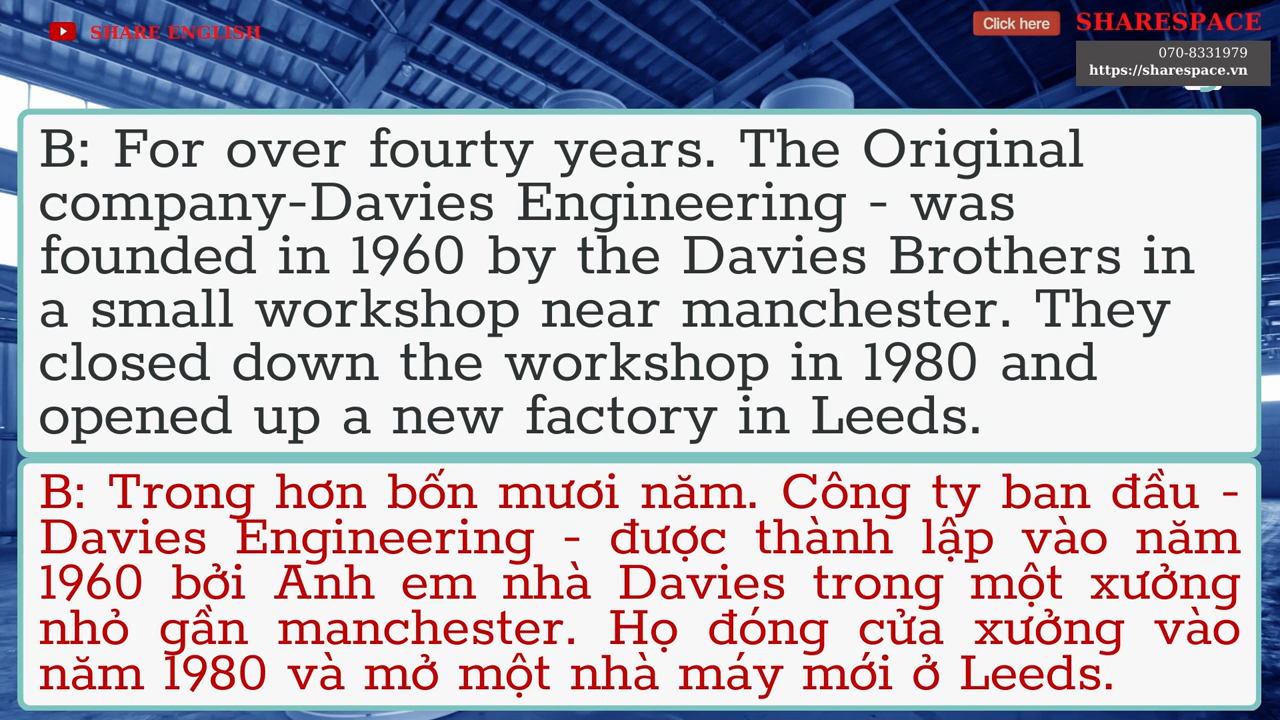 SHARE ENGLISH
Click here
SHARESPACE
070-8331979
https://sharespace.vn
B: For over fourty years. The Original
company-Davies Engineering - was
founded in 1960 by the Davies Brothers in
a small workshop near manchester. They
closed down the workshop in 1980 and
opened up a new factory in Leeds.
B: Trong hơn bốn mươi năm. Công ty ban đầu -
Davies Engineering - được thành lập vào năm
1960 bởi Anh em nhà Davies trong một xưởng
nhỏ gần manchester. Họ đóng cửa xưởng vào
năm 1980 và mở một nhà máy mới ở Leeds.